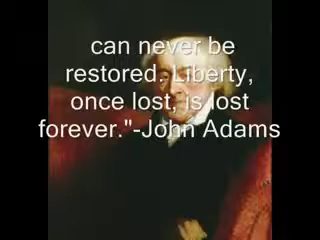 can never be
restored. Liberty,
once lost, is lost
forever."-John Adams